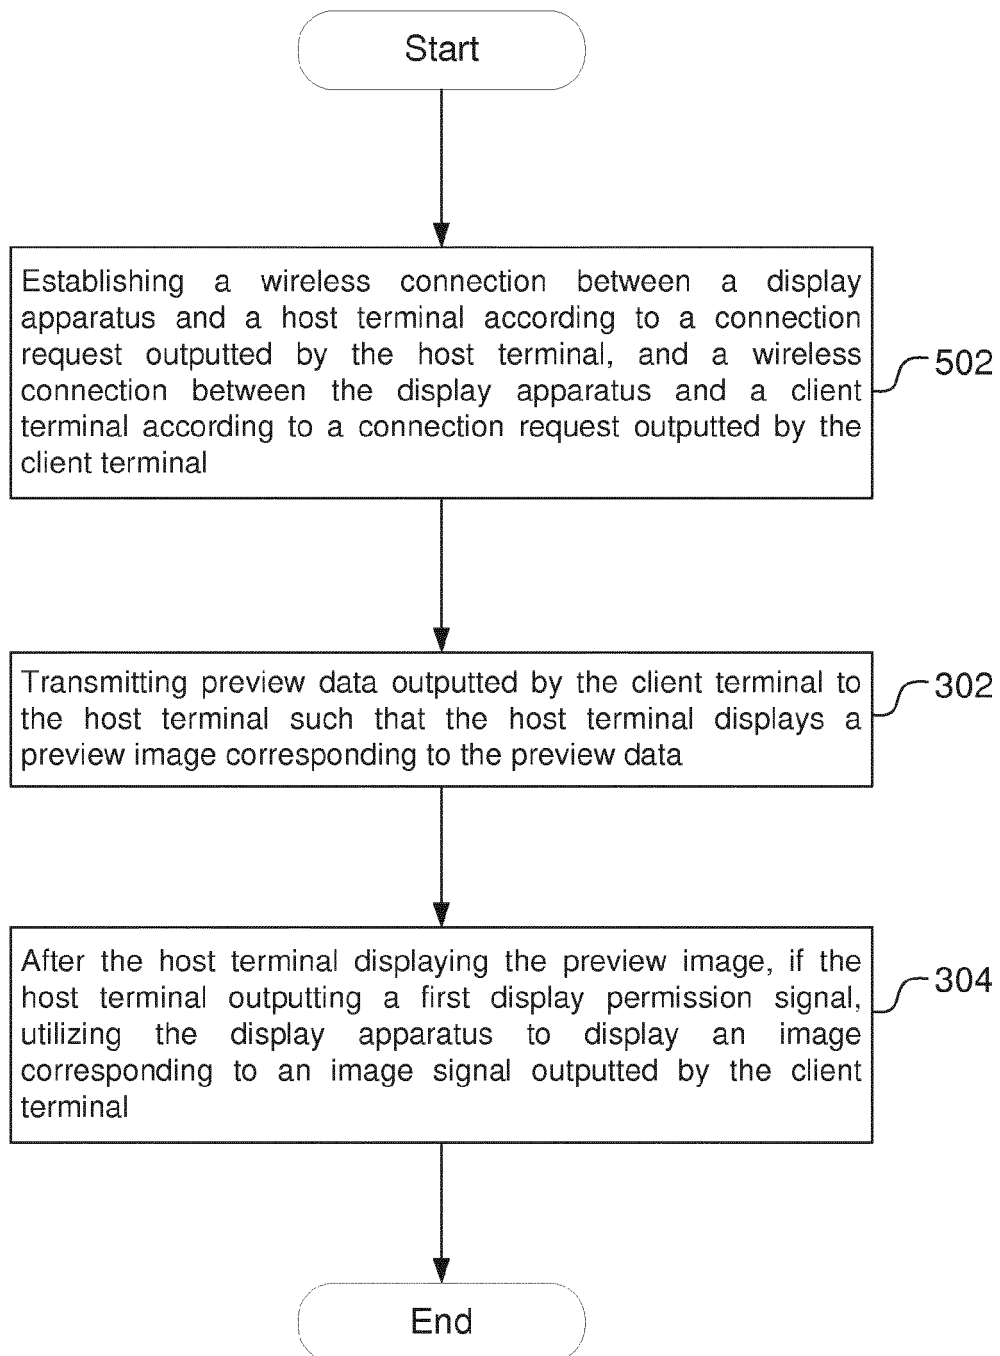 Start
Establishing a wireless connection between a display
apparatus and a host terminal according to a connection
request outputted by the host terminal, and a wireless
connection between the display apparatus and a client
terminal according to a connection request outputted by the
client terminal
502
Transmitting preview data outputted by the client terminal to
the host terminal such that the host terminal displays a
preview image corresponding to the preview data
302
After the host terminal displaying the preview image, if the
host terminal outputting a first display permission signal,
utilizing the display apparatus to display an image
corresponding to an image signal outputted by the client
terminal
304
End